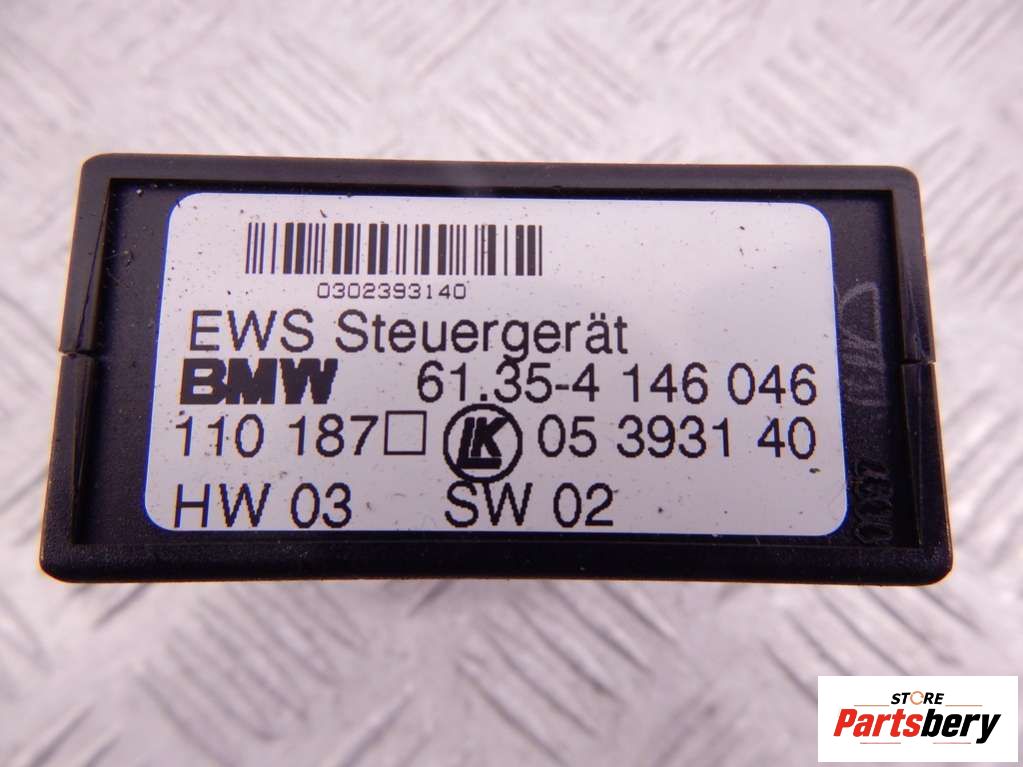 0302393140
EWS Steuergerät
BMW 61.35-4 146 046
110 187□ LK 05 3931 40
HW 03 SW 02
STORE
Partsbery